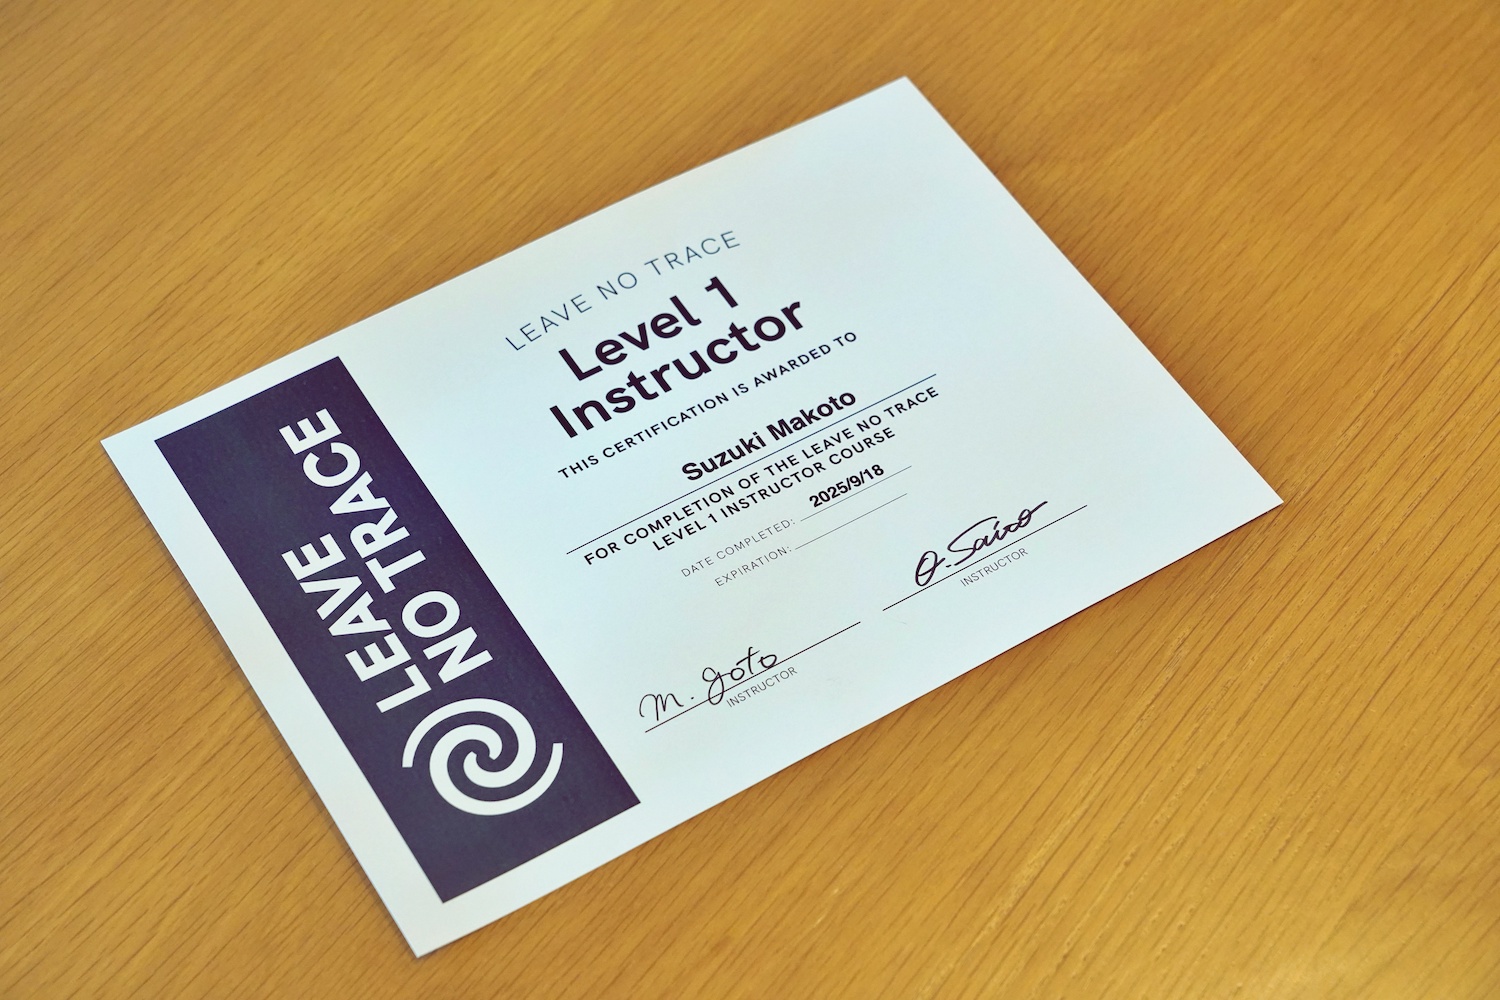 LEAVE
NO TRACE
LEAVE NO TRACE
Level 1
Instructor
THIS CERTIFICATION IS AWARDED TO
Suzuki Makoto
FOR COMPLETION OF THE LEAVE NO TRACE
LEVEL 1 INSTRUCTOR COURSE
DATE COMPLETED: 2025/9/18
EXPIRATION:
M. Goto
INSTRUCTOR
O. Saito
INSTRUCTOR